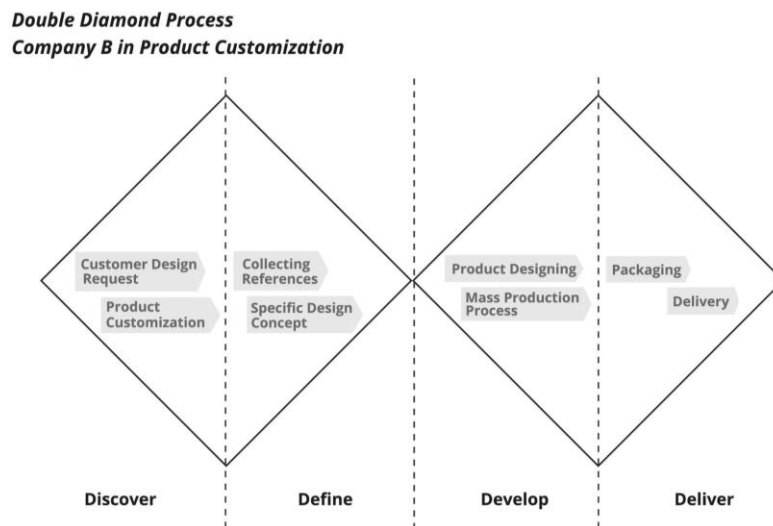 Double Diamond Process
Company B in Product Customization
Customer Design
Request
Product
Customization
Collecting
References
Specific Design
Concept
Product Designing
Mass Production
Process
Packaging
Delivery
Discover
Define
Develop
Deliver